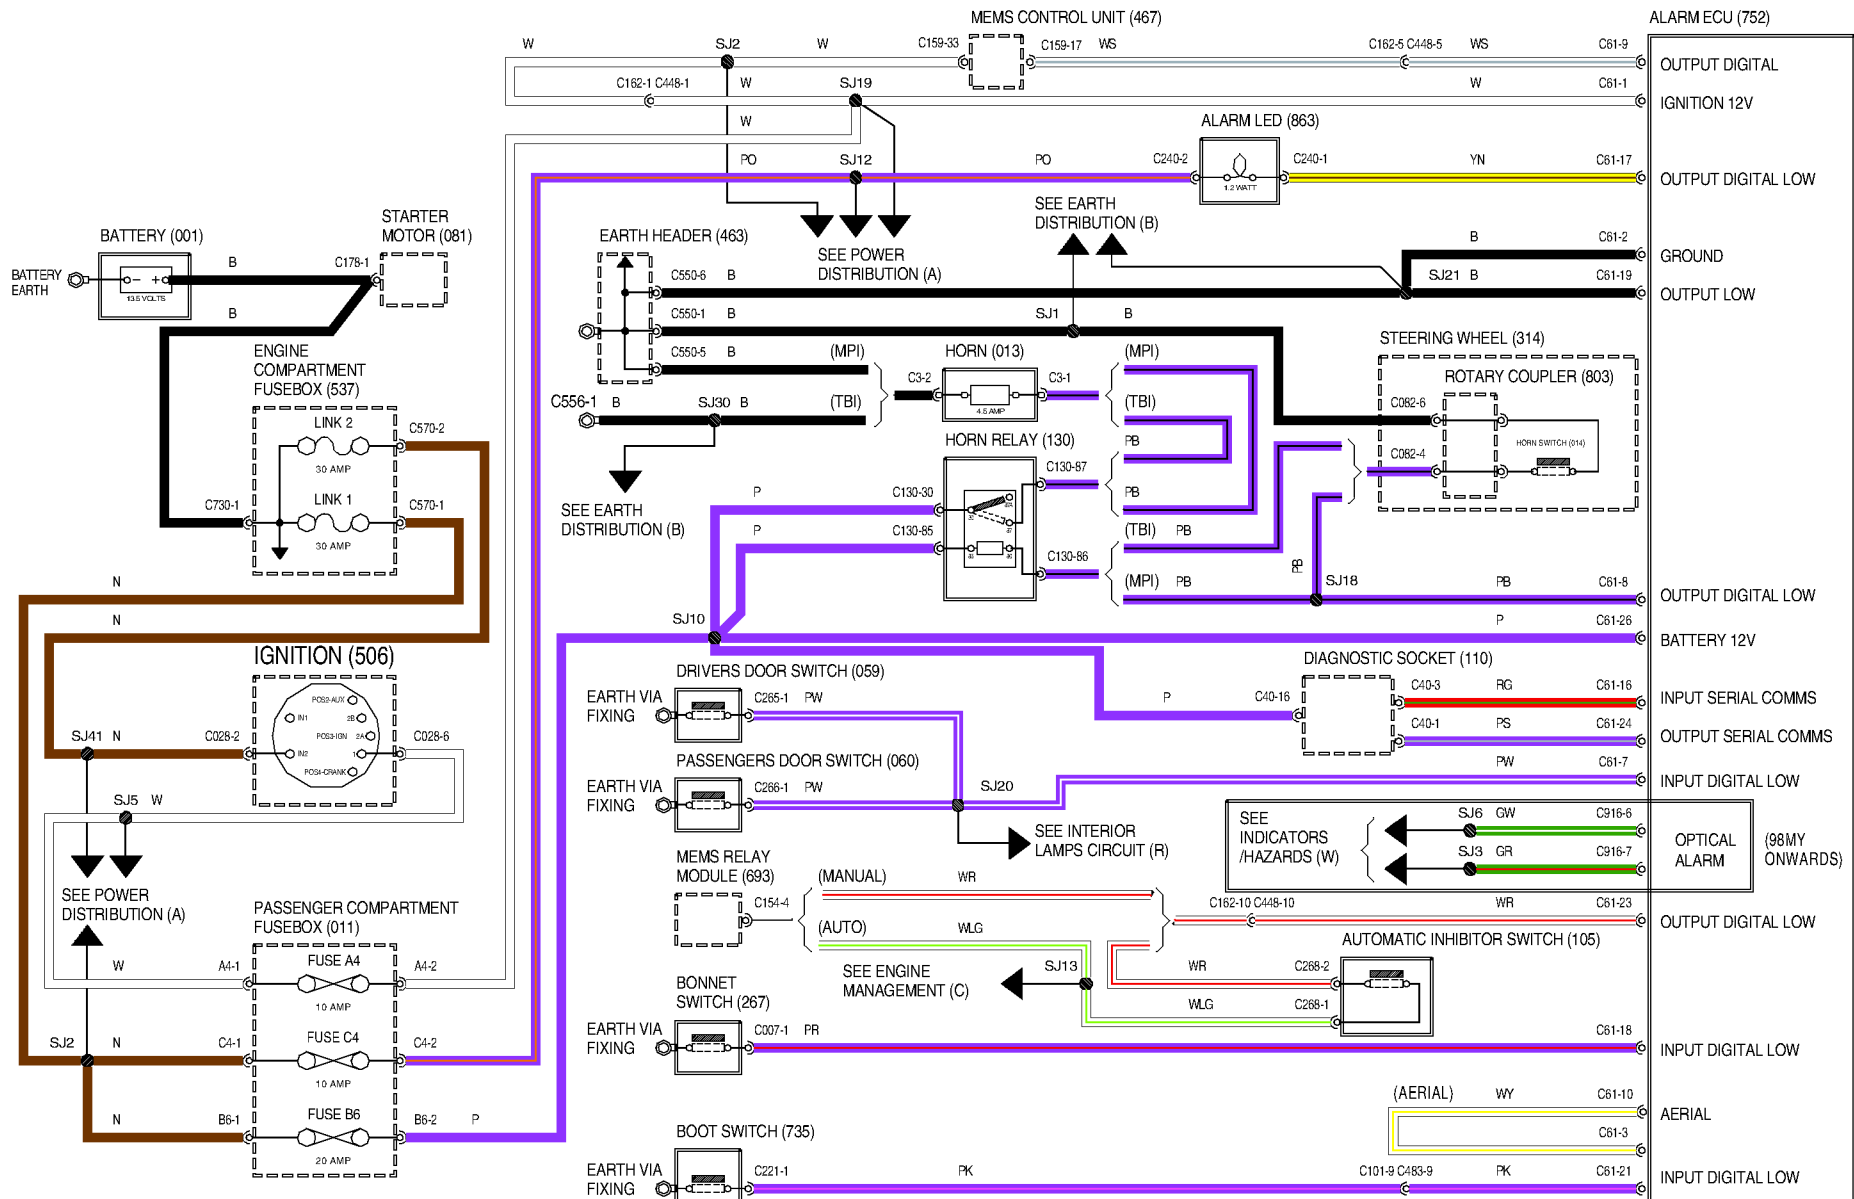 MEMS CONTROL UNIT (467)
ALARM ECU (752)
W
SJ2
W
C159-33
C159-17
WS
C162-5 C448-5
WS
C61-9
OUTPUT DIGITAL
C162-1 C448-1
W
SJ19
W
C61-1
IGNITION 12V
W
ALARM LED (863)
PO
SJ12
PO
C240-2
1.2 WATT
C240-1
YN
C61-17
OUTPUT DIGITAL LOW
SEE EARTH
DISTRIBUTION (B)
SEE POWER
DISTRIBUTION (A)
STARTER
MOTOR (081)
BATTERY (001)
BATTERY
EARTH
- +
13.5 VOLTS
B
C178-1
B
EARTH HEADER (463)
C550-6
B
B
C61-2
GROUND
SJ21
B
C61-19
OUTPUT LOW
C550-1
B
SJ1
B
C550-5
B
(MPI)
HORN (013)
(MPI)
STEERING WHEEL (314)
ROTARY COUPLER (803)
C3-2
C3-1
4.5 AMP
C556-1
B
SJ30
B
(TBI)
(TBI)
C082-6
HORN SWITCH (014)
C082-4
PB
ENGINE
COMPARTMENT
FUSEBOX (537)
LINK 2
30 AMP
C570-2
LINK 1
30 AMP
C730-1
C570-1
SEE EARTH
DISTRIBUTION (B)
HORN RELAY (130)
P
C130-30
C130-87
PB
P
C130-85
C130-86
(TBI)
PB
(MPI)
PB
PB
SJ18
PB
C61-8
OUTPUT DIGITAL LOW
N
N
SJ10
P
C61-26
BATTERY 12V
IGNITION (506)
POS2-AUX
IN1
2B
POS3-IGN
2A
IN2
1
POS4-CRANK
SJ41
N
C028-2
C028-6
SJ5
W
DRIVERS DOOR SWITCH (059)
EARTH VIA
FIXING
C265-1
PW
P
C40-16
DIAGNOSTIC SOCKET (110)
C40-3
RG
C61-16
INPUT SERIAL COMMS
C40-1
PS
C61-24
OUTPUT SERIAL COMMS
PASSENGERS DOOR SWITCH (060)
EARTH VIA
FIXING
C266-1
PW
SJ20
PW
C61-7
INPUT DIGITAL LOW
SEE INTERIOR
LAMPS CIRCUIT (R)
SEE
INDICATORS
/HAZARDS (W)
SJ6
GW
C916-6
SJ3
GR
C916-7
OPTICAL
ALARM
(98MY
ONWARDS)
SEE POWER
DISTRIBUTION (A)
MEMS RELAY
MODULE (693)
C154-4
(MANUAL)
WR
(AUTO)
WLG
C162-10 C448-10
WR
C61-23
OUTPUT DIGITAL LOW
AUTOMATIC INHIBITOR SWITCH (105)
SEE ENGINE
MANAGEMENT (C)
SJ13
WR
C268-2
WLG
C268-1
PASSENGER COMPARTMENT
FUSEBOX (011)
W
A4-1
FUSE A4
10 AMP
A4-2
SJ2
N
C4-1
FUSE C4
10 AMP
C4-2
N
B6-1
FUSE B6
20 AMP
B6-2
P
BONNET
SWITCH (267)
EARTH VIA
FIXING
C007-1
PR
C61-18
INPUT DIGITAL LOW
(AERIAL)
WY
C61-10
AERIAL
C61-3
BOOT SWITCH (735)
EARTH VIA
FIXING
C221-1
PK
C101-9 C483-9
PK
C61-21
INPUT DIGITAL LOW